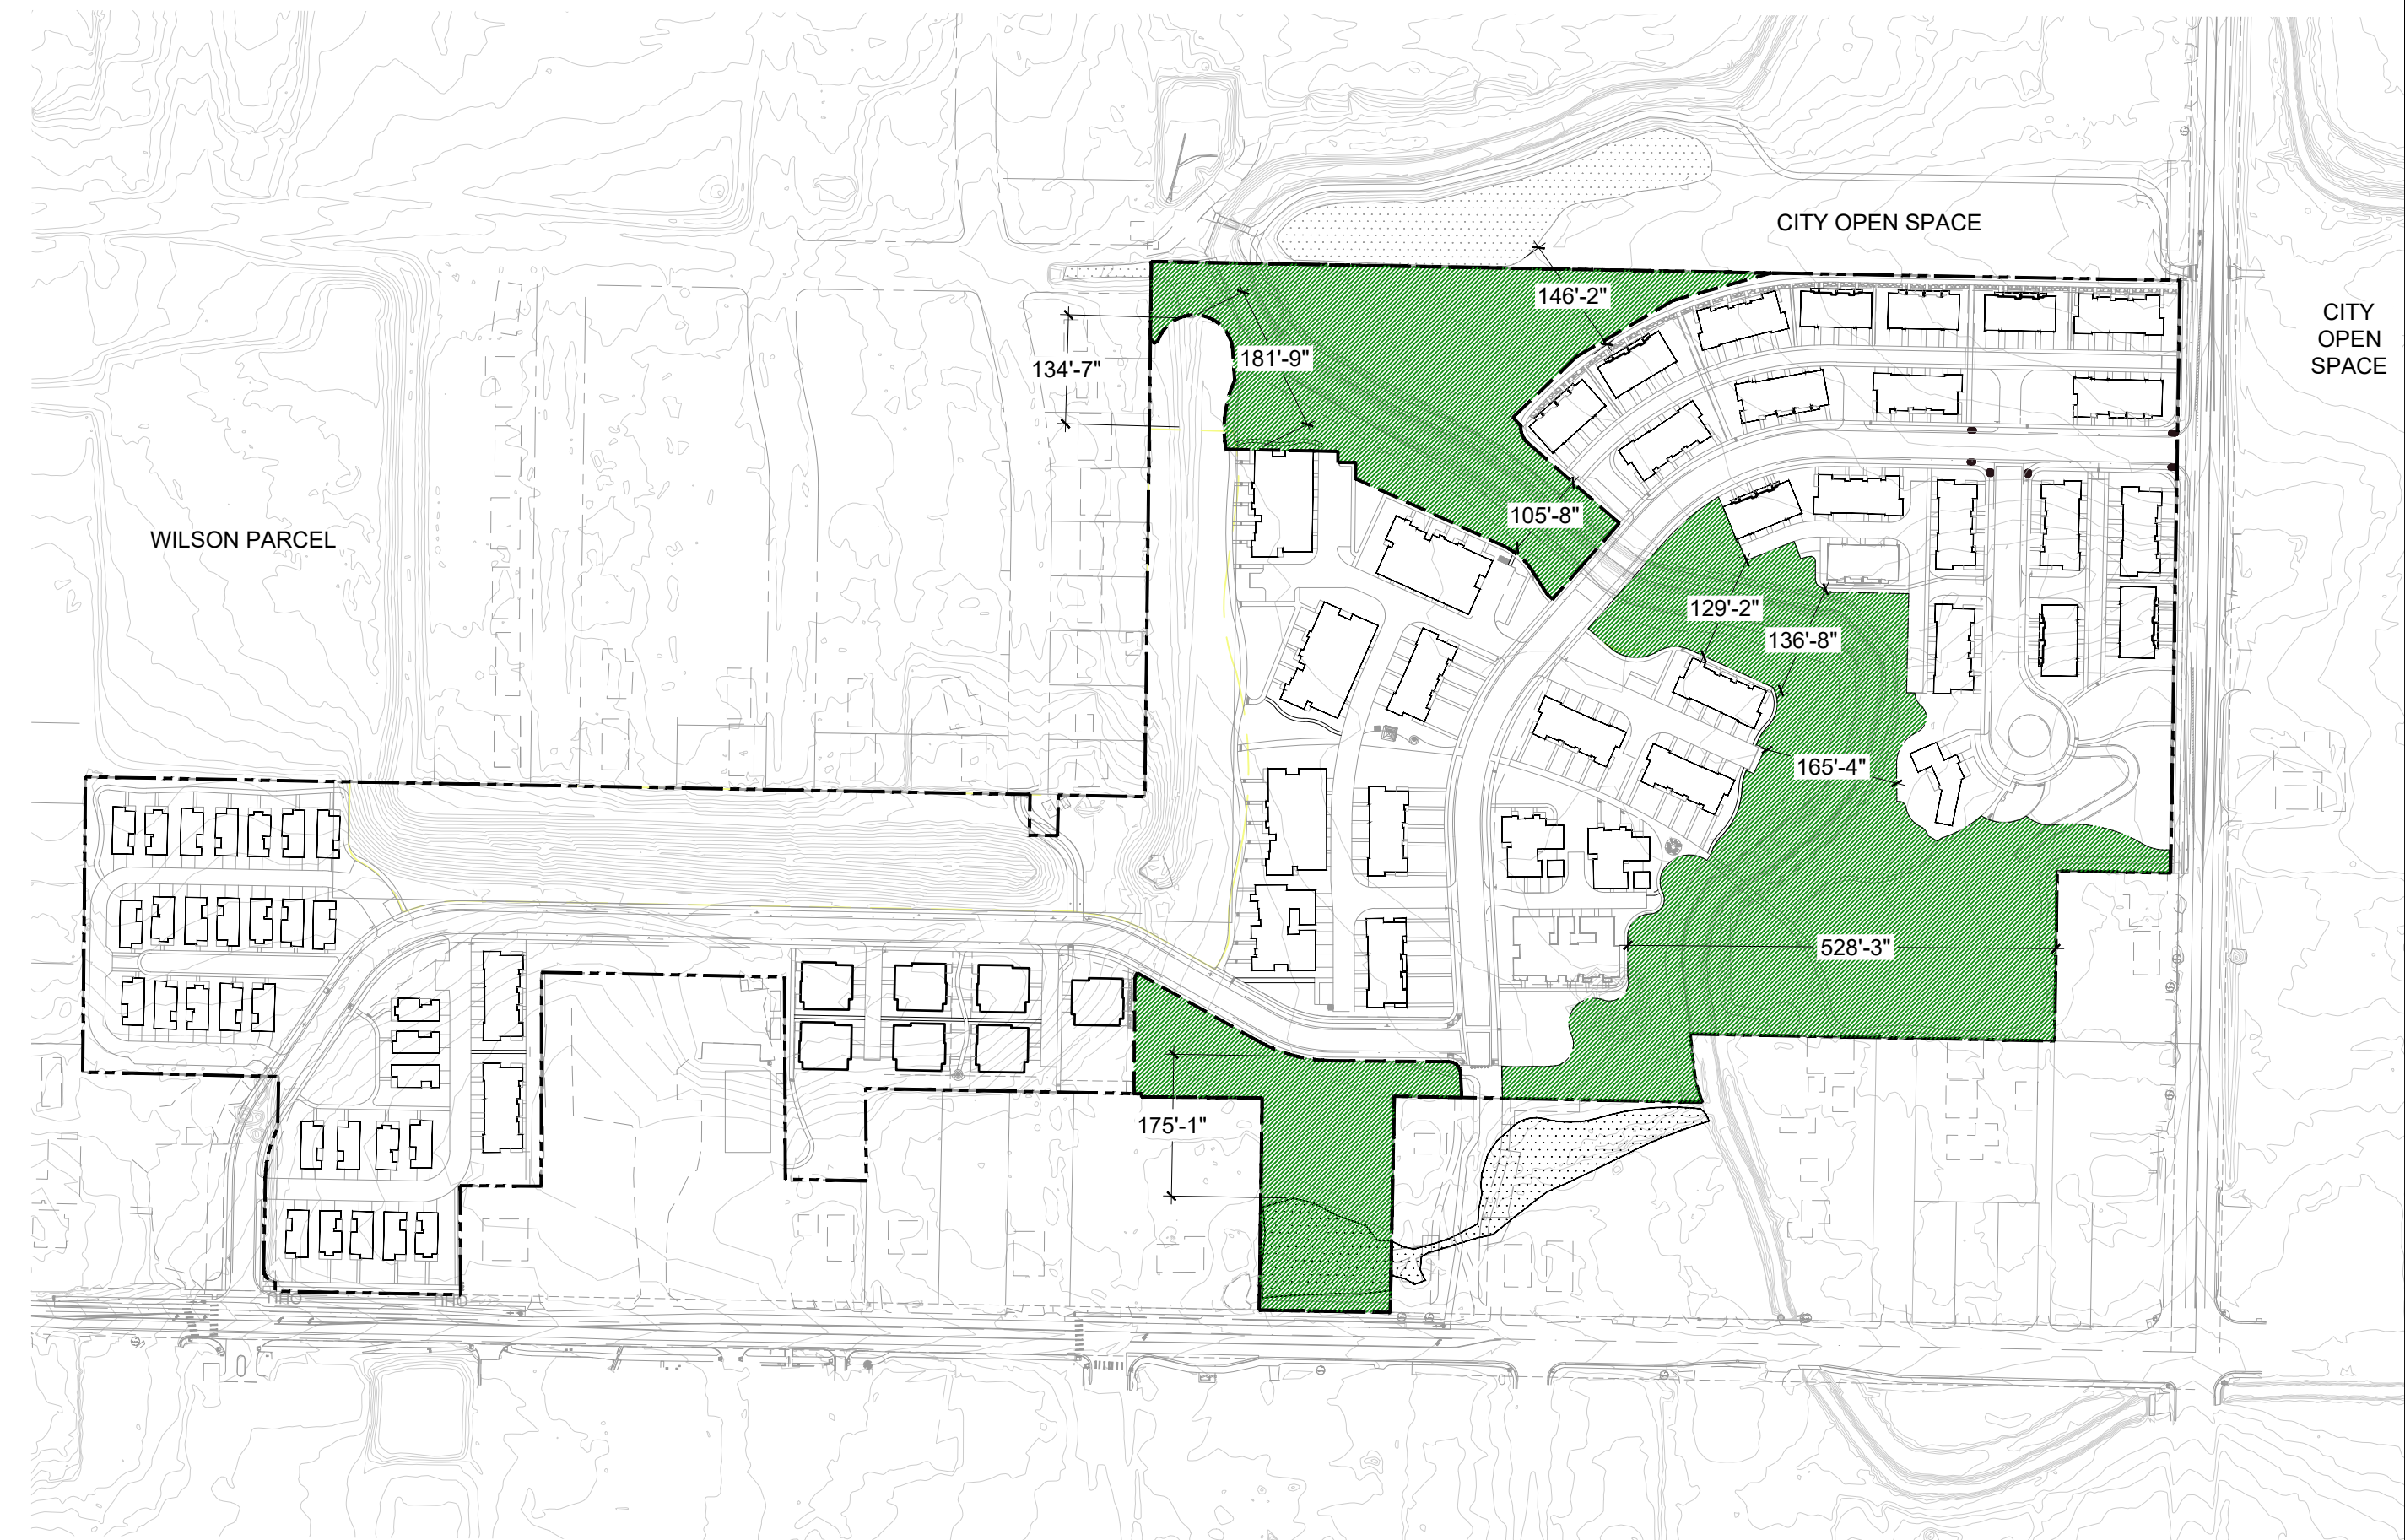 CITY OPEN SPACE
146'-2"
CITY
OPEN
SPACE
181'-9"
134'-7"
105'-8"
WILSON PARCEL
129'-2"
136'-8"
165'-4"
528'-3"
175'-1"